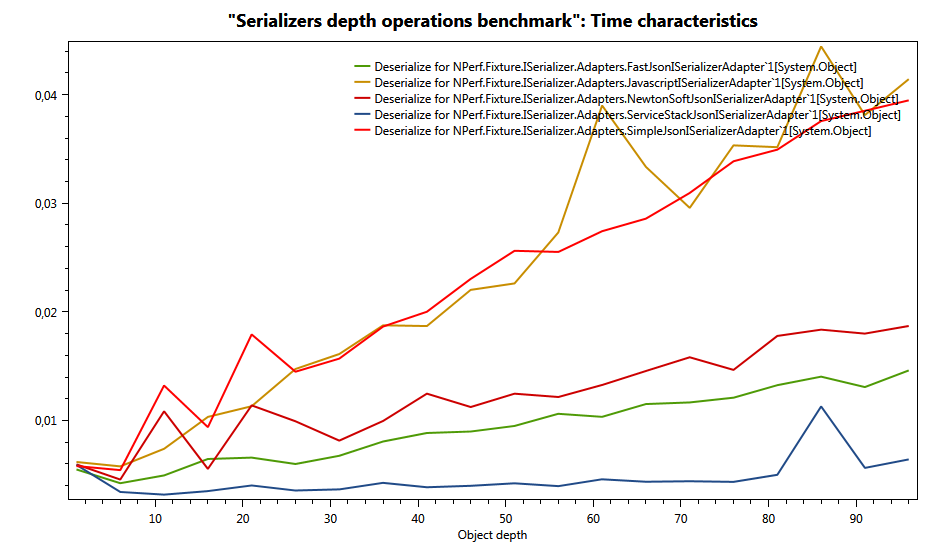 "Serializers depth operations benchmark": Time characteristics
Deserialize for NPerf.Fixture.ISerializer.Adapters.FastJsonISerializerAdapter`1[System.Object]
Deserialize for NPerf.Fixture.ISerializer.Adapters.JavascriptISerializerAdapter`1[System.Object]
Deserialize for NPerf.Fixture.ISerializer.Adapters.NewtonSoftJsonISerializerAdapter`1[System.Object]
Deserialize for NPerf.Fixture.ISerializer.Adapters.ServiceStackJsonISerializerAdapter`1[System.Object]
Deserialize for NPerf.Fixture.ISerializer.Adapters.SimpleJsonISerializerAdapter`1[System.Object]
0,04
0,03
0,02
0,01
10 20 30 40 50 60 70 80 90
Object depth